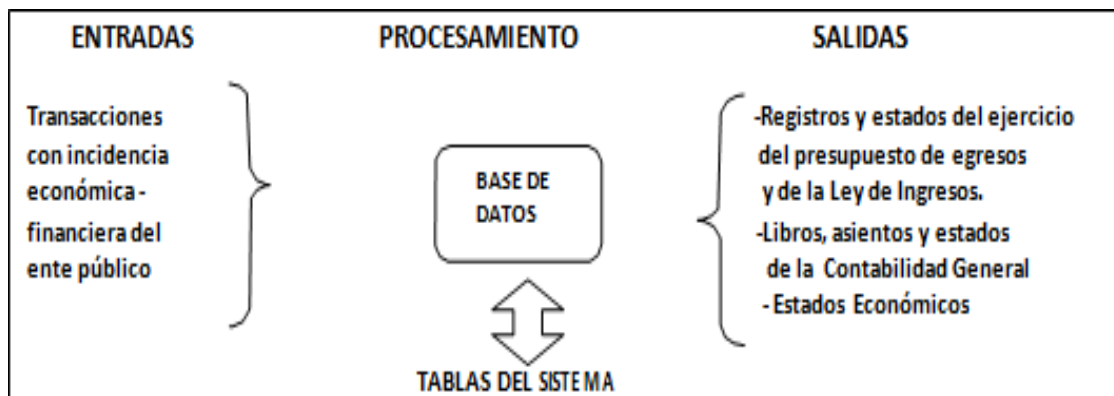 ENTRADAS
PROCESAMIENTO
SALIDAS
Transacciones
con incidencia
económica -
financiera del
ente público
BASE DE
DATOS
TABLAS DEL SISTEMA
-Registros y estados del ejercicio
del presupuesto de egresos
y de la Ley de Ingresos.
-Libros, asientos y estados
de la Contabilidad General
- Estados Económicos